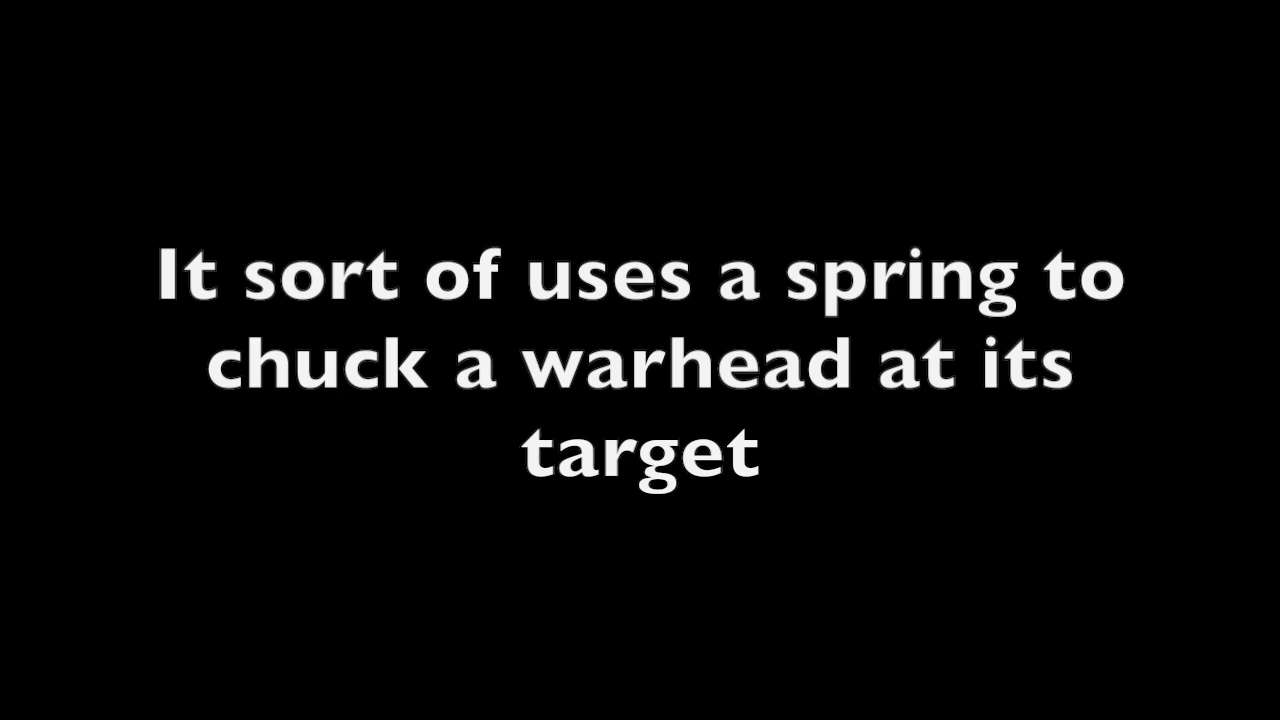 It sort of uses a spring to
chuck a warhead at its
target